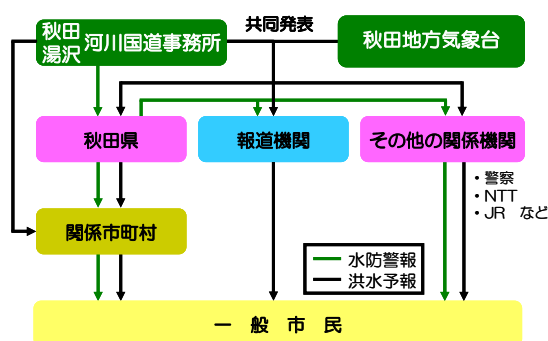 共同発表
秋田
湯沢 河川国道事務所
秋田地方気象台
秋田県
報道機関
その他の関係機関
・警察
・NTT
・JR など
関係市町村
水防警報
洪水予報
一般市民